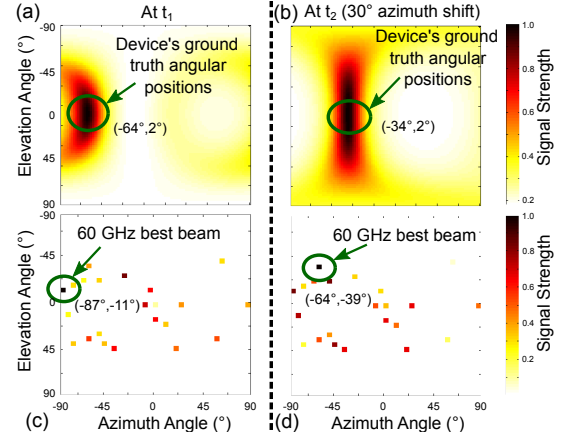 (a)
At t1
(b)
At t2 (30° azimuth shift)
Elevation Angle (°)
-90
-45
0
45
90
Device's ground
truth angular
positions
(-64°,2°)
Device's ground
truth angular
positions
(-34°,2°)
1.0
0.8
0.6
0.4
0.2
Signal Strength
Elevation Angle (°)
-90
-45
0
45
90
60 GHz best beam
(-87°,-11°)
60 GHz best beam
(-64°,-39°)
1.0
0.8
0.6
0.4
0.2
Signal Strength
-90
-45
0
45
90
-90
-45
0
45
90
(c)
Azimuth Angle (°)
(d)
Azimuth Angle (°)